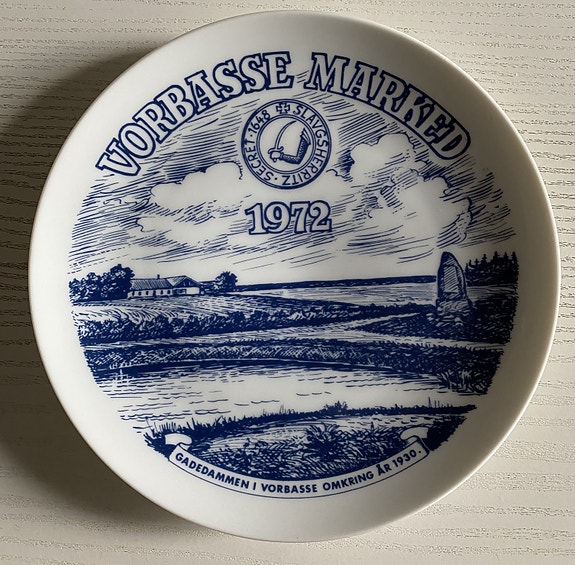 VORBASSE MARKED
SECRET·1648 ✠ SLAVGSHERRITZ·
1972
GADEDAMMEN I VORBASSE OMKRING ÅR 1930.